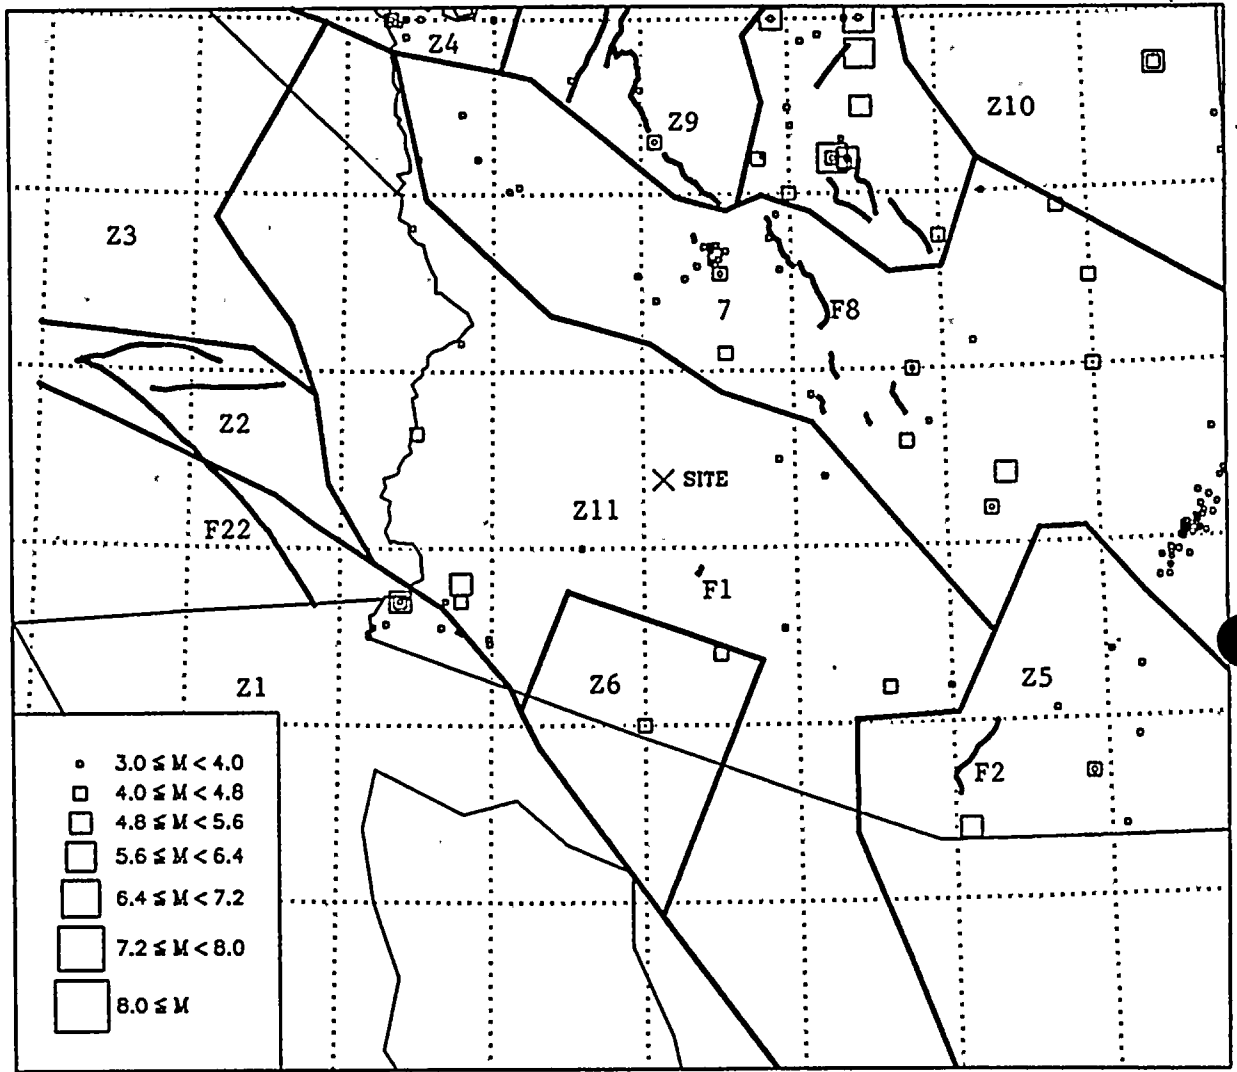 Z4
Z10
Z9
Z3
7
F8
Z2
SITE
Z11
F22
F1
Z1
Z6
Z5
F2
3.0 ≤ M < 4.0
4.0 ≤ M < 4.8
4.8 ≤ M < 5.6
5.6 ≤ M < 6.4
6.4 ≤ M < 7.2
7.2 ≤ M < 8.0
8.0 ≤ M